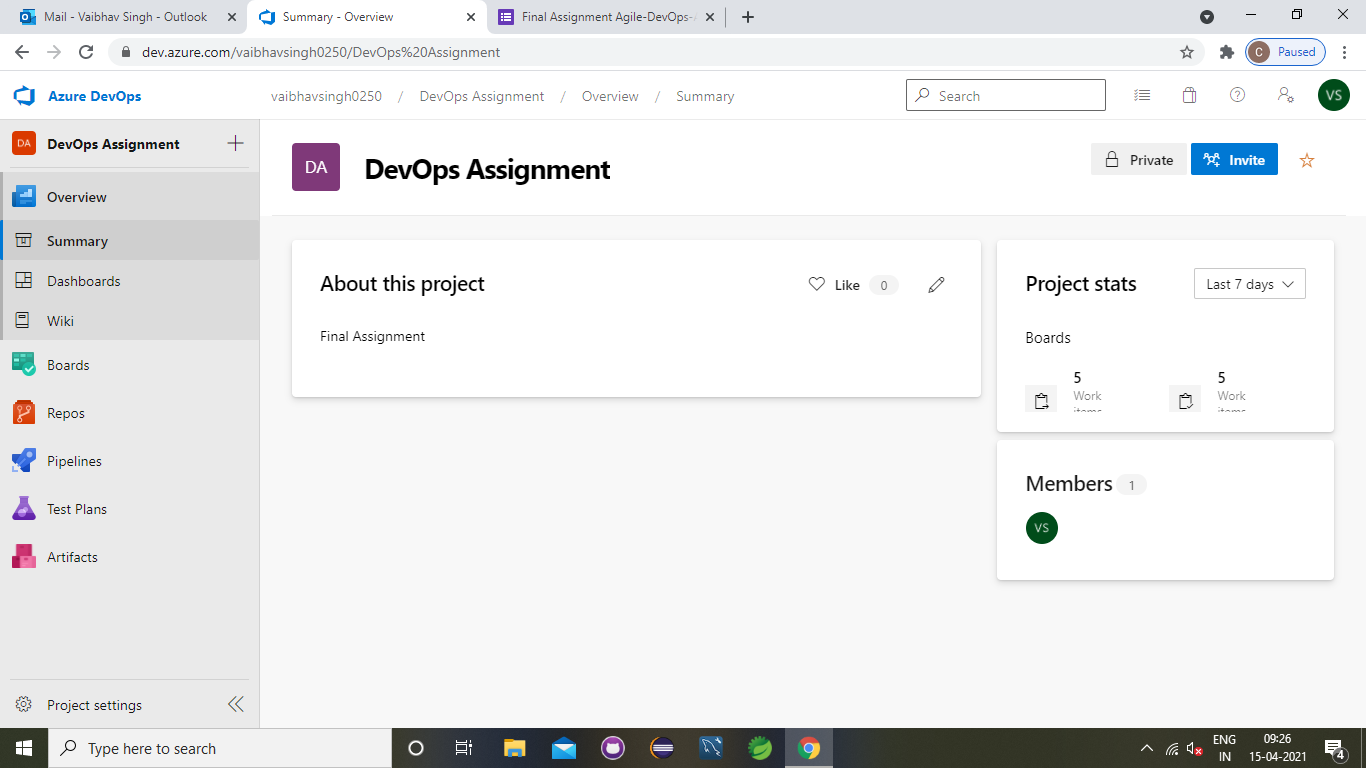 Mail - Vaibhav Singh - Outlook
Summary - Overview
Final Assignment Agile-DevOps-
dev.azure.com/vaibhavsingh0250/DevOps%20Assignment
C Paused
Azure DevOps
vaibhavsingh0250 / DevOps Assignment / Overview / Summary
Search
VS
DA DevOps Assignment
Overview
Summary
Dashboards
Wiki
Boards
Repos
Pipelines
Test Plans
Artifacts
Project settings
DA DevOps Assignment
Private
Invite
About this project
Like 0
Final Assignment
Project stats
Last 7 days
Boards
5 5
Work Work
items items
Members 1
VS
Type here to search
ENG
IN
09:26
15-04-2021
4